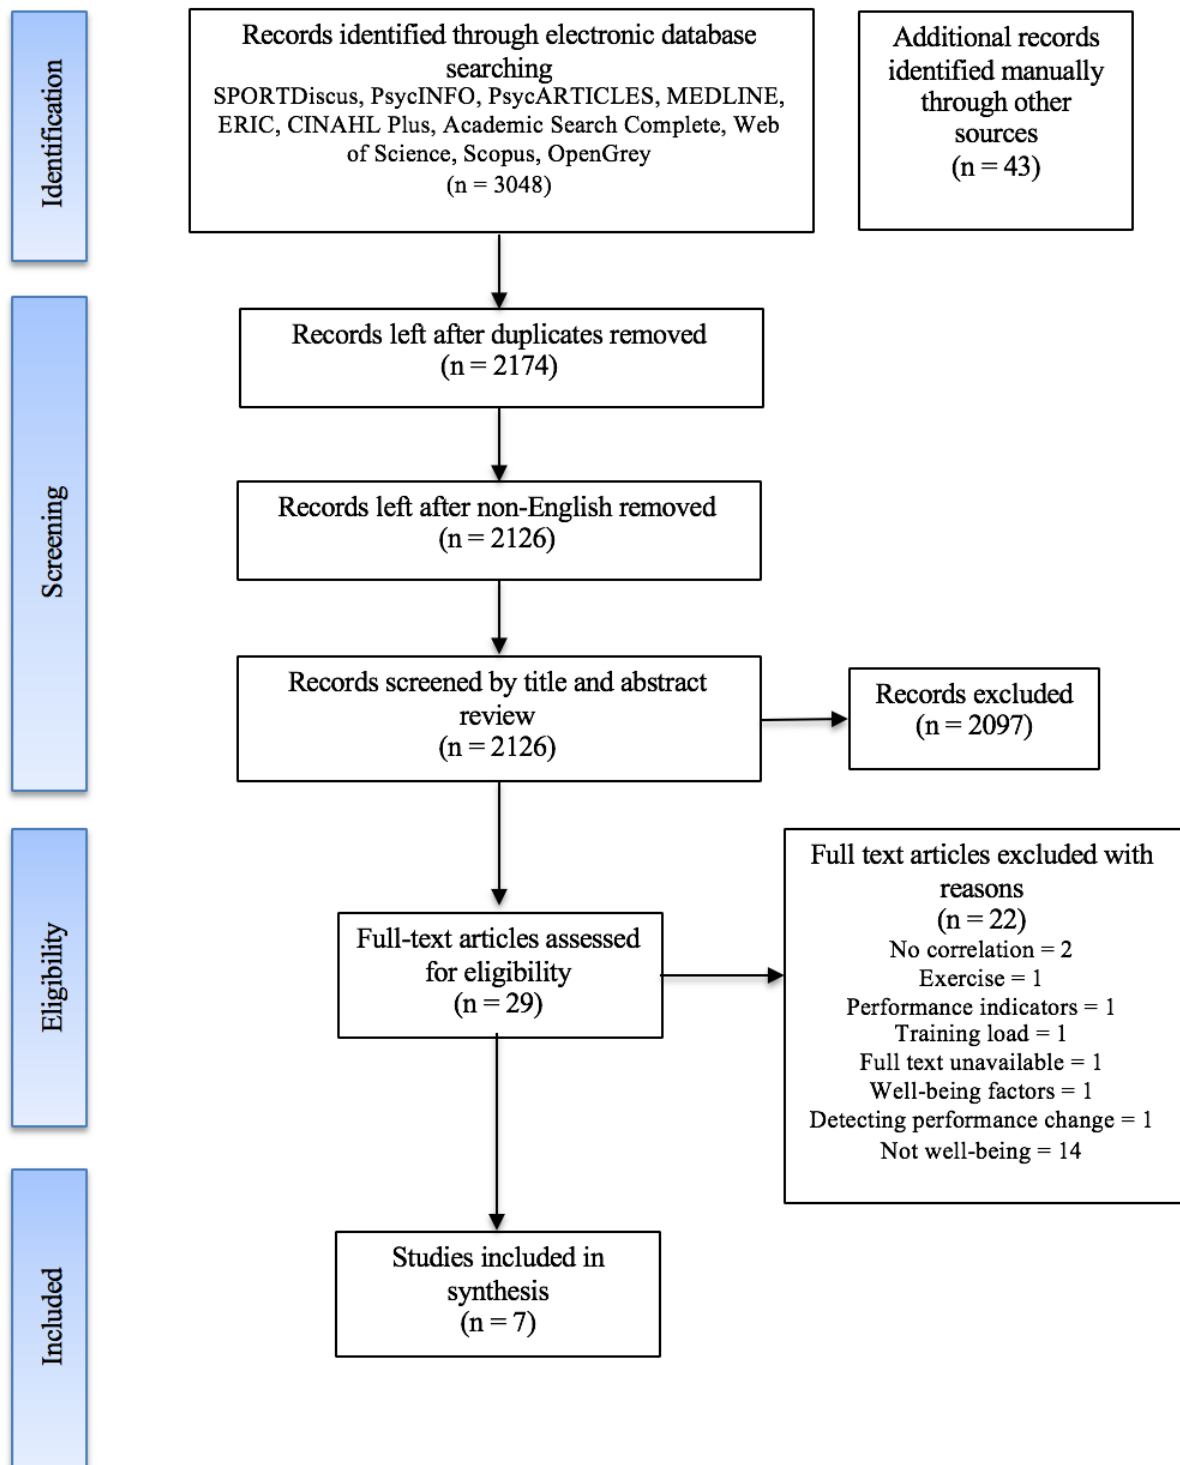 Identification
Records identified through electronic database
searching
SPORTDiscus, PsycINFO, PsycARTICLES, MEDLINE,
ERIC, CINAHL Plus, Academic Search Complete, Web
of Science, Scopus, OpenGrey
(n = 3048)
Additional records
identified manually
through other
sources
(n = 43)
Screening
Records left after duplicates removed
(n = 2174)
Records left after non-English removed
(n = 2126)
Records screened by title and abstract
review
(n = 2126)
Records excluded
(n = 2097)
Eligibility
Full-text articles assessed
for eligibility
(n = 29)
Full text articles excluded with
reasons
(n = 22)
No correlation = 2
Exercise = 1
Performance indicators = 1
Training load = 1
Full text unavailable = 1
Well-being factors = 1
Detecting performance change = 1
Not well-being = 14
Included
Studies included in
synthesis
(n = 7)